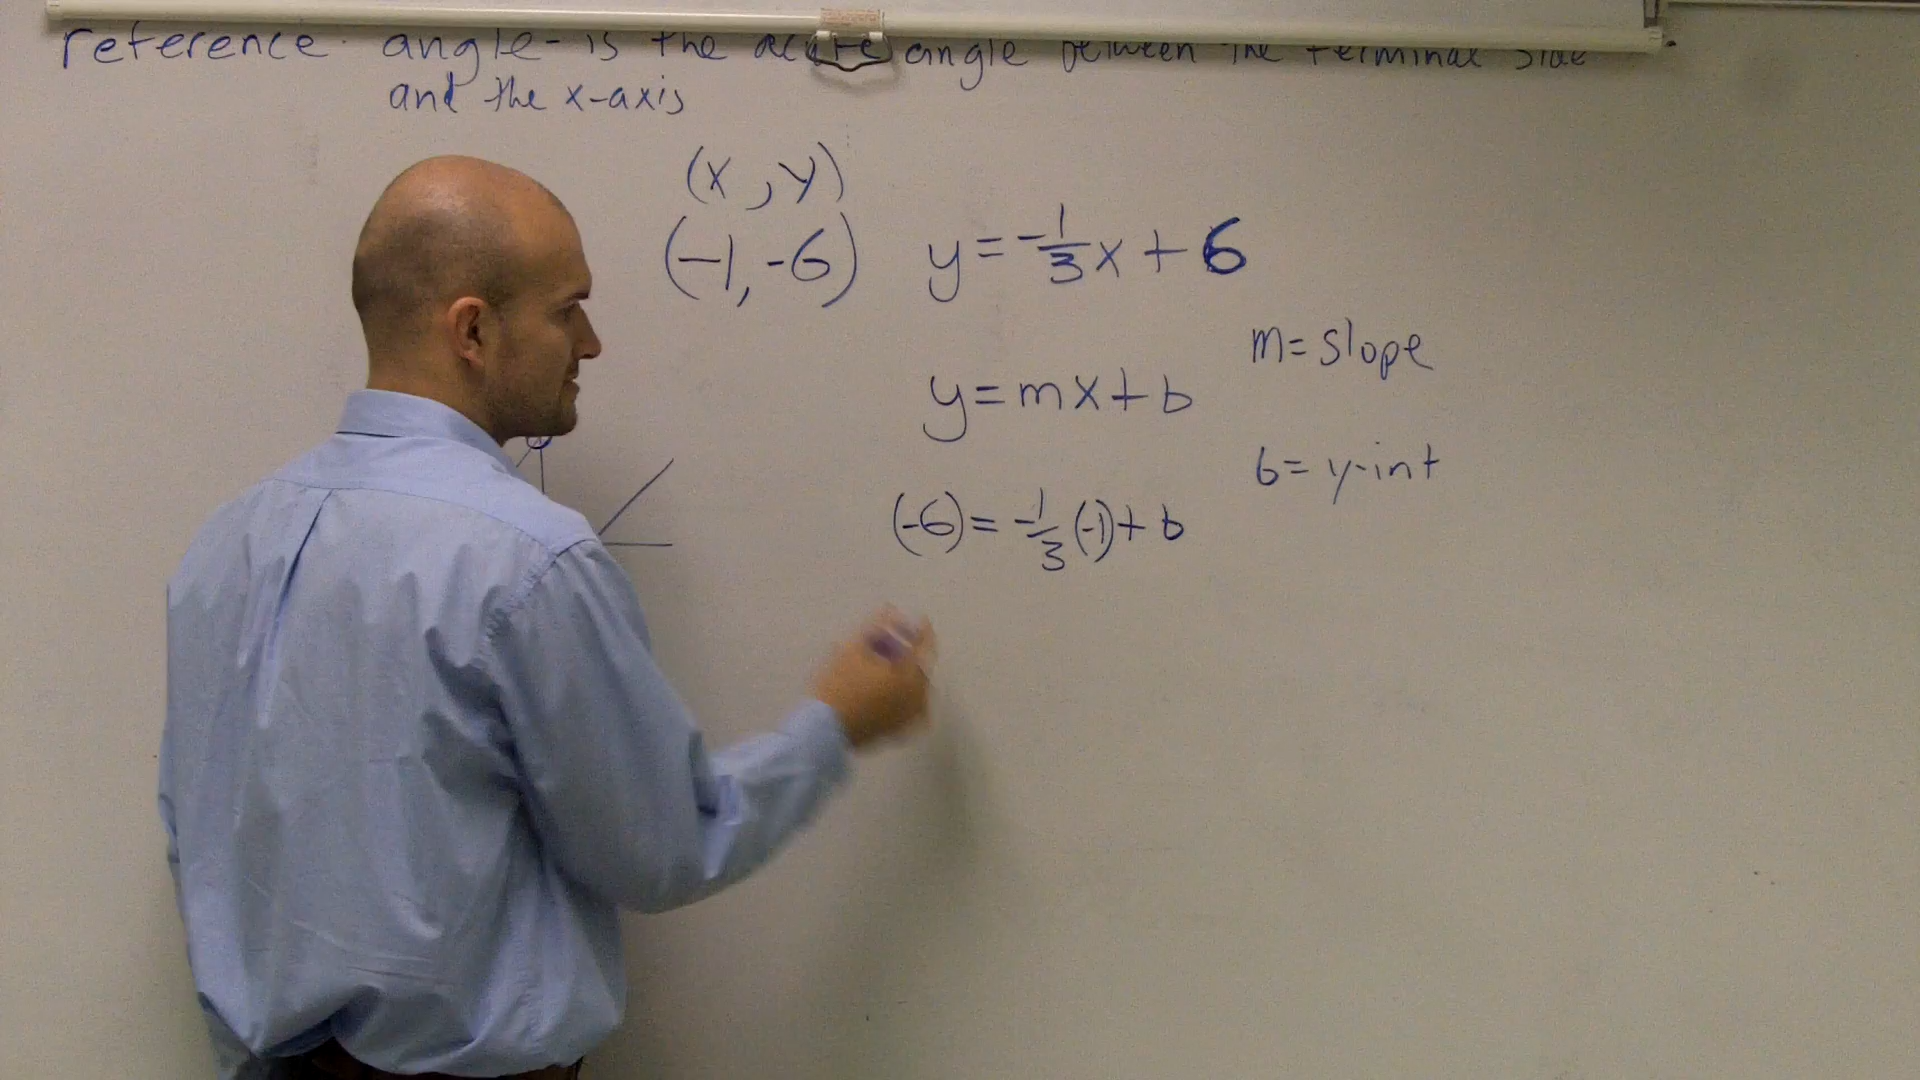 reference angle - is the acute angle between the terminal side
and the x-axis
(x, y)
(-1, -6) y = -1/3 x + 6
m = slope
y = mx + b
b = y-int
(-6) = -1/3 (-1) + b